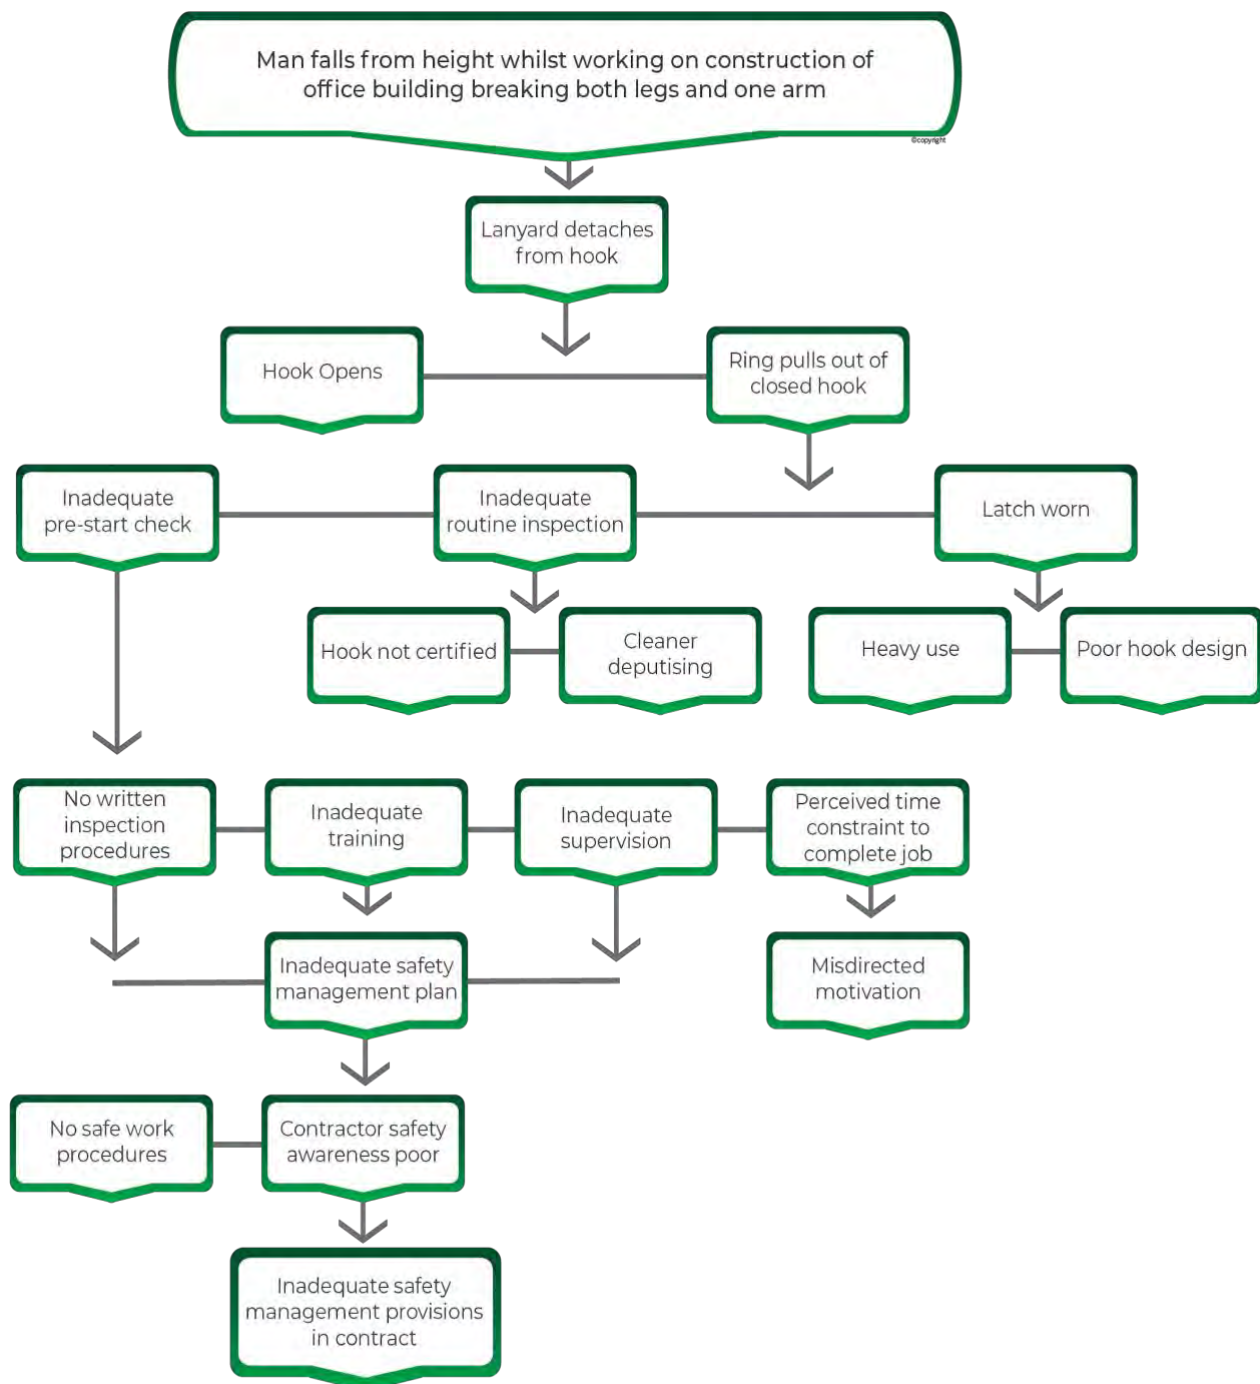 Man falls from height whilst working on construction of
office building breaking both legs and one arm
©copyright
Lanyard detaches
from hook
Hook Opens
Ring pulls out of
closed hook
Inadequate
pre-start check
Inadequate
routine inspection
Latch worn
Hook not certified
Cleaner
deputising
Heavy use
Poor hook design
No written
inspection
procedures
Inadequate
training
Inadequate
supervision
Perceived time
constraint to
complete job
Inadequate safety
management plan
Misdirected
motivation
No safe work
procedures
Contractor safety
awareness poor
Inadequate safety
management provisions
in contract